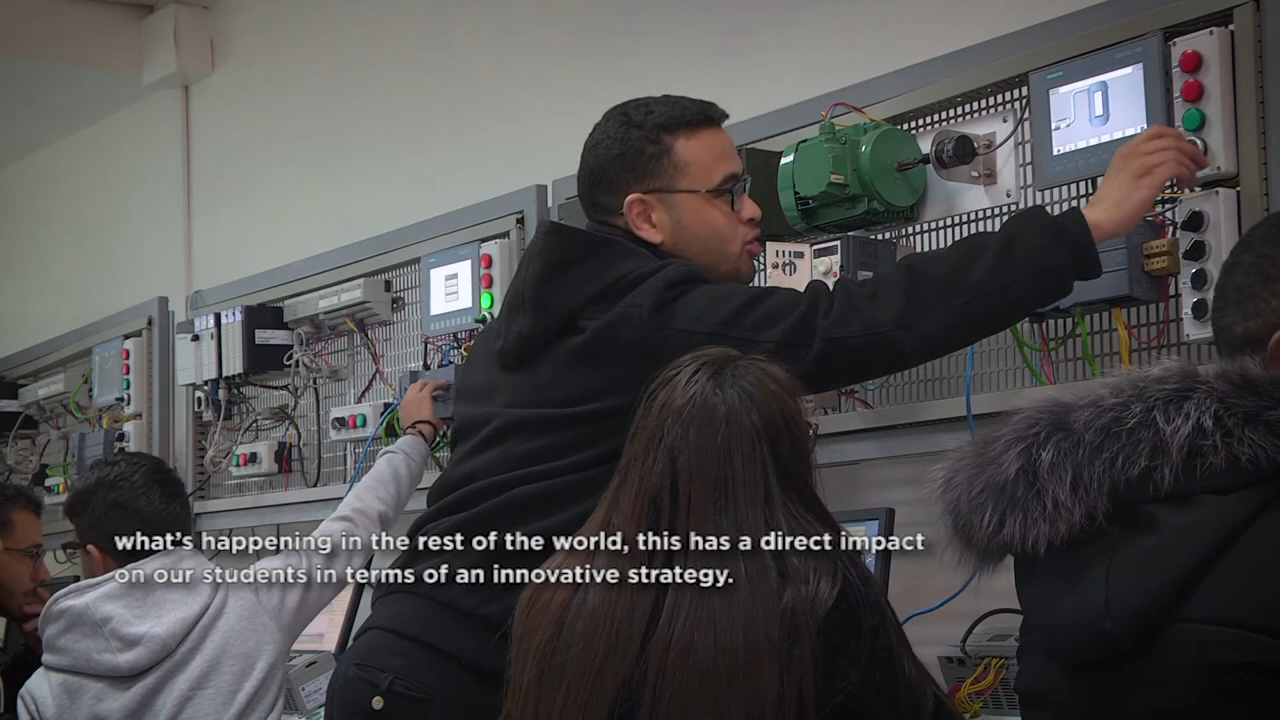 SIEMENS
what's happening in the rest of the world, this has a direct impact
on our students in terms of an innovative strategy.